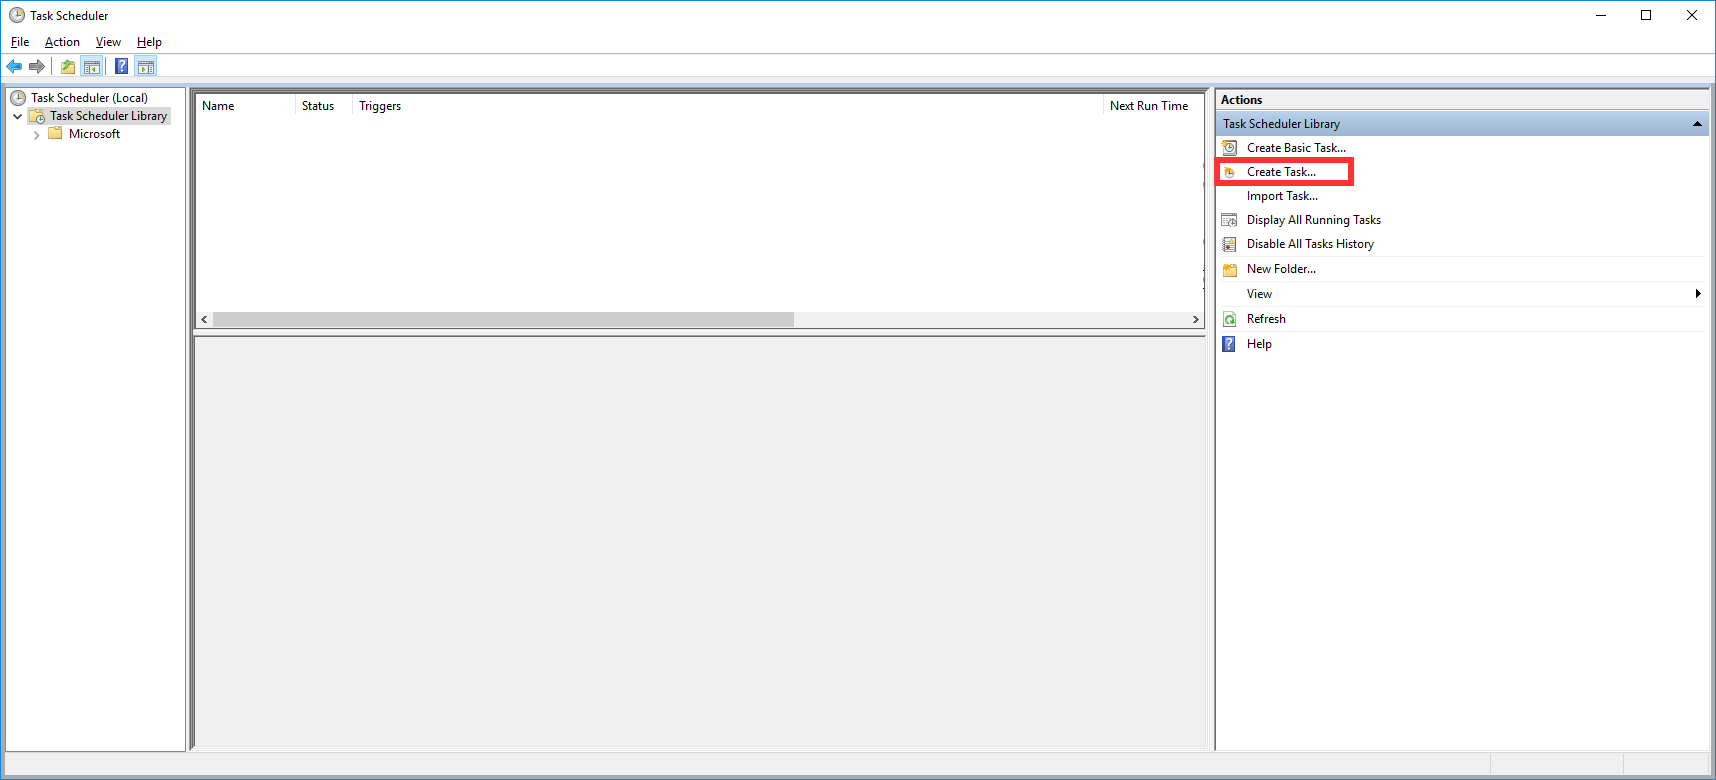 Task Scheduler
File Action View Help
Task Scheduler (Local)
Task Scheduler Library
Microsoft
Name Status Triggers Next Run Time
Actions
Task Scheduler Library
Create Basic Task...
Create Task...
Import Task...
Display All Running Tasks
Disable All Tasks History
New Folder...
View
Refresh
Help